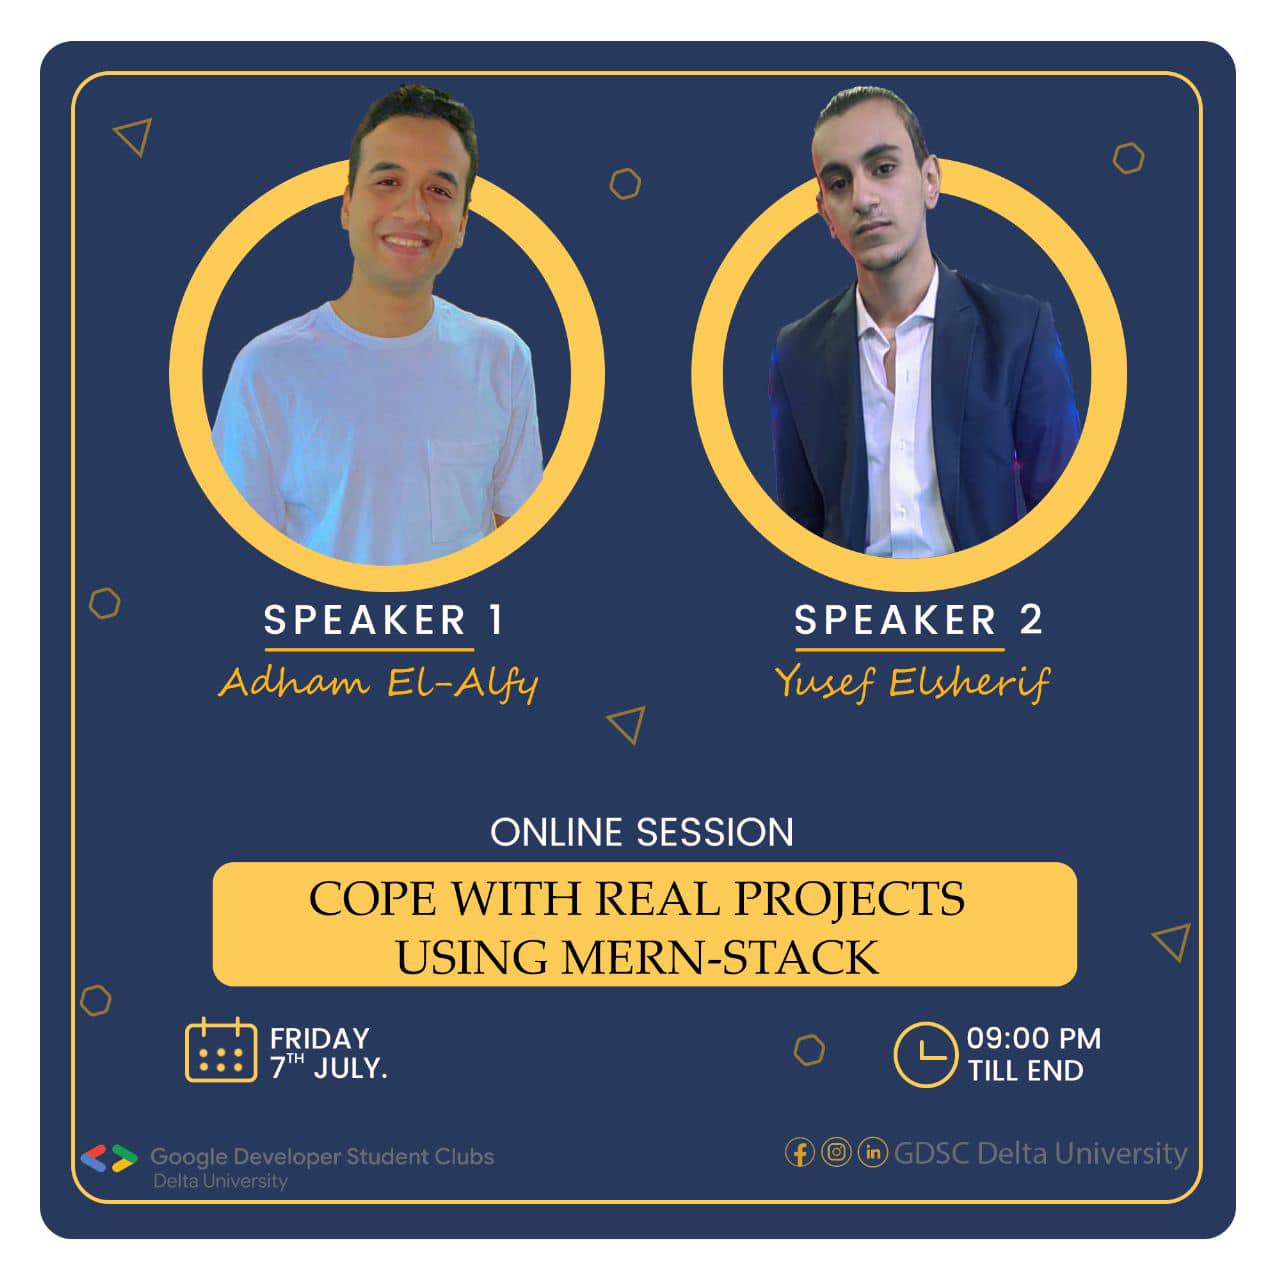 SPEAKER 1
Adham El-Alfy
SPEAKER 2
Yusef Elsherif
ONLINE SESSION
COPE WITH REAL PROJECTS
USING MERN-STACK
FRIDAY
7TH JULY.
09:00 PM
TILL END
Google Developer Student Clubs
Delta University
GDSC Delta University